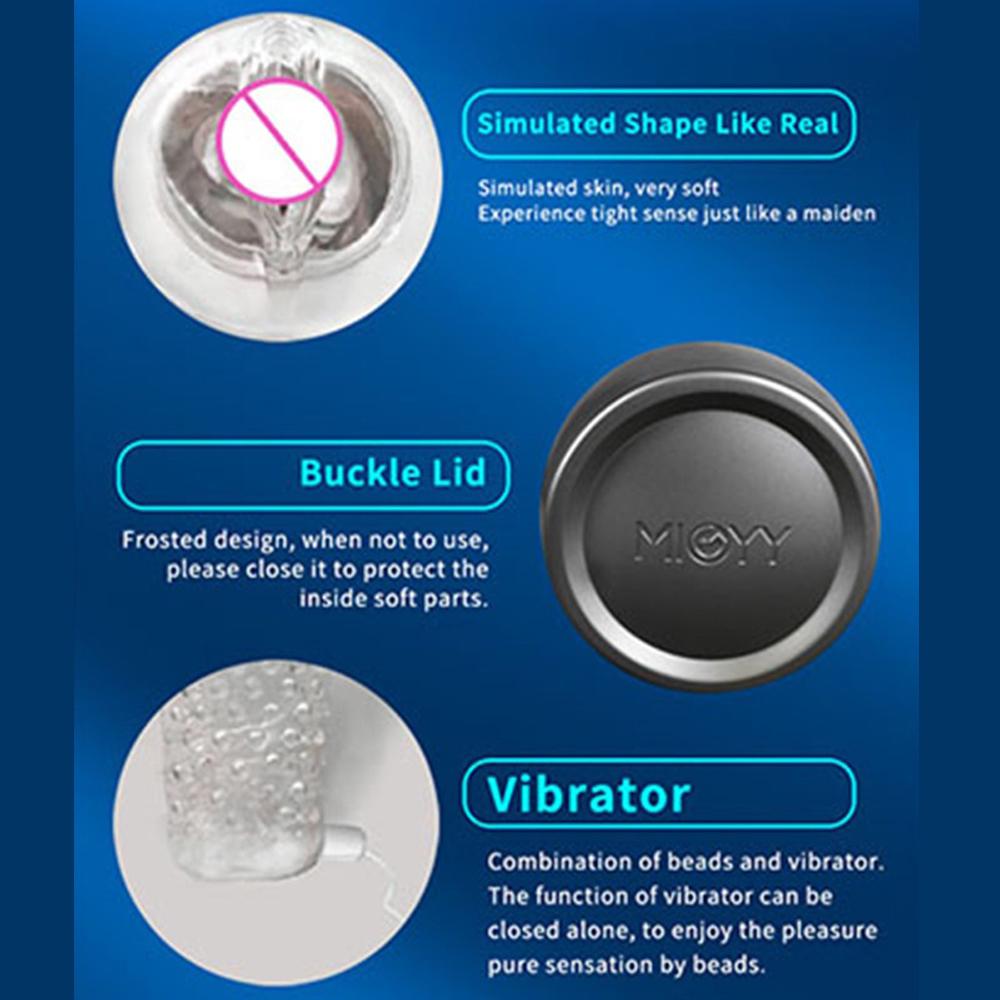 Simulated Shape Like Real
Simulated skin, very soft
Experience tight sense just like a maiden
Buckle Lid
Frosted design, when not to use,
please close it to protect the
inside soft parts.
MIOYY
Vibrator
Combination of beads and vibrator.
The function of vibrator can be
closed alone, to enjoy the pleasure
pure sensation by beads.